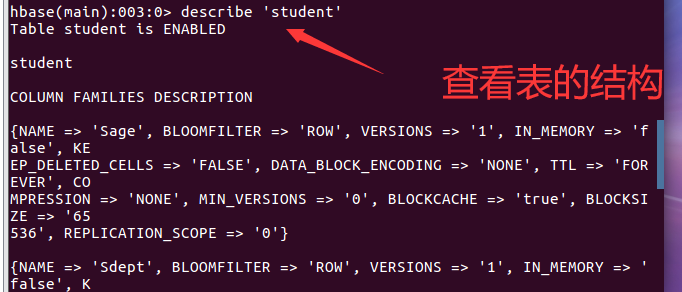 hbase(main):003:0> describe 'student'
Table student is ENABLED
student
查看表的结构
COLUMN FAMILIES DESCRIPTION
{NAME => 'Sage', BLOOMFILTER => 'ROW', VERSIONS => '1', IN_MEMORY => 'f
alse', KE
EP_DELETED_CELLS => 'FALSE', DATA_BLOCK_ENCODING => 'NONE', TTL => 'FOR
EVER', CO
MPRESSION => 'NONE', MIN_VERSIONS => '0', BLOCKCACHE => 'true', BLOCKSI
ZE => '65
536', REPLICATION_SCOPE => '0'}
{NAME => 'Sdept', BLOOMFILTER => 'ROW', VERSIONS => '1', IN_MEMORY => '
false', K